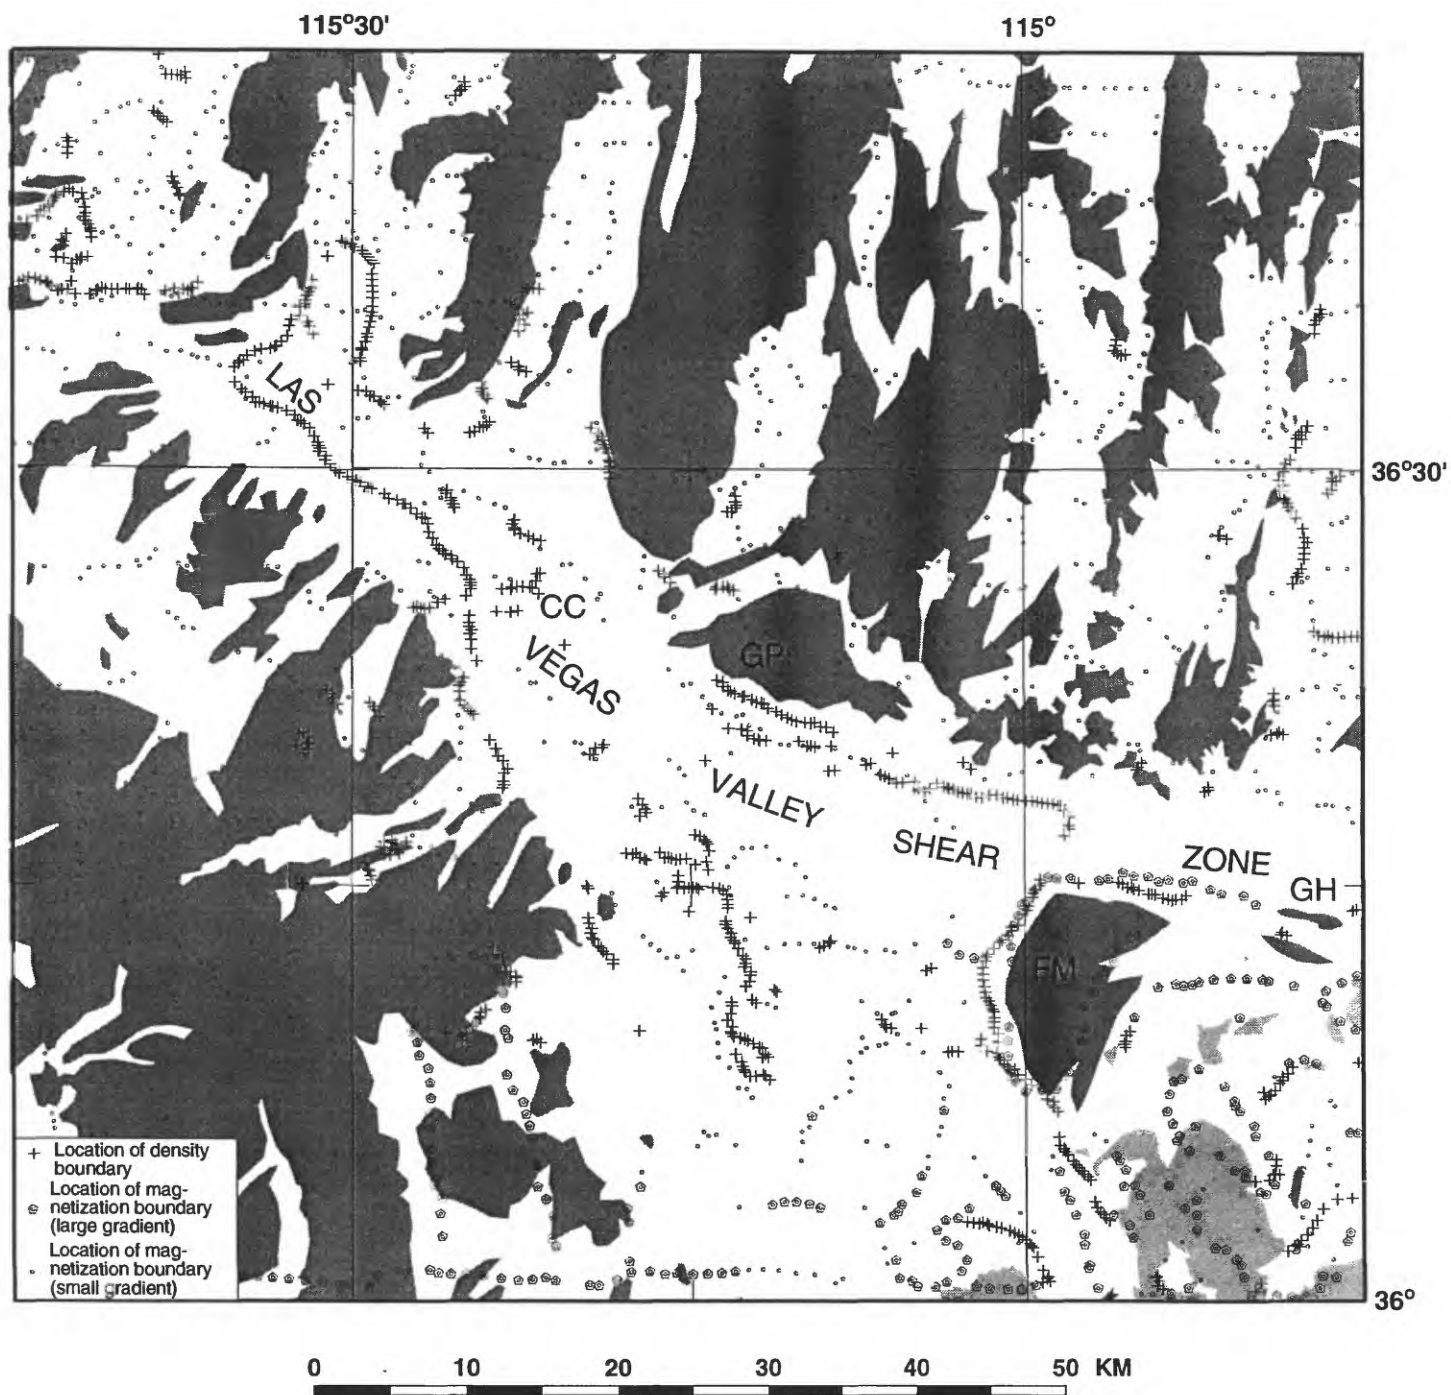 115°30'
115°
LAS
36°30'
CC
GP
VEGAS
VALLEY
SHEAR
ZONE
GH
FM
+ Location of density
boundary
Location of mag-
netization boundary
(large gradient)
Location of mag-
netization boundary
(small gradient)
36°
0 10 20 30 40 50 KM